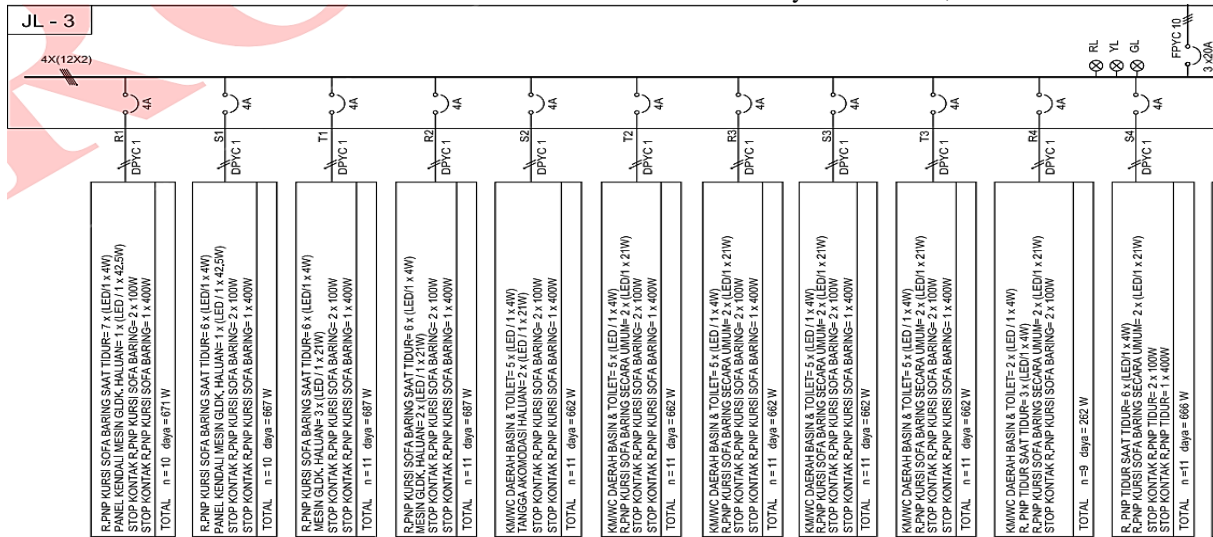 JL - 3
4X(12X2)
RL
YL
GL
FPYC 10
3 x20A
4A
4A
4A
4A
4A
4A
4A
4A
4A
4A
4A
R1
S1
T1
R2
S2
T2
R3
S3
T3
R4
S4
DPYC 1
DPYC 1
DPYC 1
DPYC 1
DPYC 1
DPYC 1
DPYC 1
DPYC 1
DPYC 1
DPYC 1
DPYC 1
R.PNP KURSI SOFA BARING SAAT TIDUR= 7 x (LED/1 x 4W)
PANEL KENDALI MESIN GLDK. HALUAN= 1 x (LED / 1 x 42,5W)
STOP KONTAK R.PNP KURSI SOFA BARING= 2 x 100W
STOP KONTAK R.PNP KURSI SOFA BARING= 1 x 400W
TOTAL n = 10 daya = 671 W
R.PNP KURSI SOFA BARING SAAT TIDUR= 6 x (LED/1 x 4W)
PANEL KENDALI MESIN GLDK. HALUAN= 1 x (LED / 1 x 42,5W)
STOP KONTAK R.PNP KURSI SOFA BARING= 2 x 100W
STOP KONTAK R.PNP KURSI SOFA BARING= 1 x 400W
TOTAL n = 10 daya = 667 W
R.PNP KURSI SOFA BARING SAAT TIDUR= 6 x (LED/1 x 4W)
MESIN GLDK. HALUAN= 3 x (LED / 1 x 21W)
STOP KONTAK R.PNP KURSI SOFA BARING= 2 x 100W
STOP KONTAK R.PNP KURSI SOFA BARING= 1 x 400W
TOTAL n = 11 daya = 687 W
R.PNP KURSI SOFA BARING SAAT TIDUR= 6 x (LED/1 x 4W)
MESIN GLDK. HALUAN= 2 x (LED / 1 x 21W)
STOP KONTAK R.PNP KURSI SOFA BARING= 2 x 100W
STOP KONTAK R.PNP KURSI SOFA BARING= 1 x 400W
TOTAL n = 11 daya = 687 W
KM/WC DAERAH BASIN & TOILET= 5 x (LED / 1 x 4W)
TANGGA AKOMODASI HALUAN= 2 x (LED / 1 x 21W)
STOP KONTAK R.PNP KURSI SOFA BARING= 2 x 100W
STOP KONTAK R.PNP KURSI SOFA BARING= 1 x 400W
TOTAL n = 11 daya = 662 W
KM/WC DAERAH BASIN & TOILET= 5 x (LED / 1 x 4W)
R.PNP KURSI SOFA BARING SECARA UMUM= 2 x (LED/1 x 21W)
STOP KONTAK R.PNP KURSI SOFA BARING= 2 x 100W
STOP KONTAK R.PNP KURSI SOFA BARING= 1 x 400W
TOTAL n = 11 daya = 662 W
KM/WC DAERAH BASIN & TOILET= 5 x (LED / 1 x 4W)
R.PNP KURSI SOFA BARING SECARA UMUM= 2 x (LED/1 x 21W)
STOP KONTAK R.PNP KURSI SOFA BARING= 2 x 100W
STOP KONTAK R.PNP KURSI SOFA BARING= 1 x 400W
TOTAL n = 11 daya = 662 W
KM/WC DAERAH BASIN & TOILET= 5 x (LED / 1 x 4W)
R.PNP KURSI SOFA BARING SECARA UMUM= 2 x (LED/1 x 21W)
STOP KONTAK R.PNP KURSI SOFA BARING= 2 x 100W
STOP KONTAK R.PNP KURSI SOFA BARING= 1 x 400W
TOTAL n = 11 daya = 662 W
KM/WC DAERAH BASIN & TOILET= 5 x (LED / 1 x 4W)
R.PNP KURSI SOFA BARING SECARA UMUM= 2 x (LED/1 x 21W)
STOP KONTAK R.PNP KURSI SOFA BARING= 2 x 100W
STOP KONTAK R.PNP KURSI SOFA BARING= 1 x 400W
TOTAL n = 11 daya = 662 W
KM/WC DAERAH BASIN & TOILET= 2 x (LED / 1 x 4W)
R. PNP TIDUR SAAT TIDUR= 3 x (LED/1 x 4W)
R.PNP KURSI SOFA BARING SECARA UMUM= 2 x (LED/1 x 21W)
STOP KONTAK R.PNP KURSI SOFA BARING= 2 x 100W
TOTAL n =9 daya = 262 W
R. PNP TIDUR SAAT TIDUR= 6 x (LED/1 x 4W)
R.PNP KURSI SOFA BARING SECARA UMUM= 2 x (LED/1 x 21W)
STOP KONTAK R.PNP TIDUR= 2 x 100W
STOP KONTAK R.PNP TIDUR= 1 x 400W
TOTAL n =11 daya = 666 W